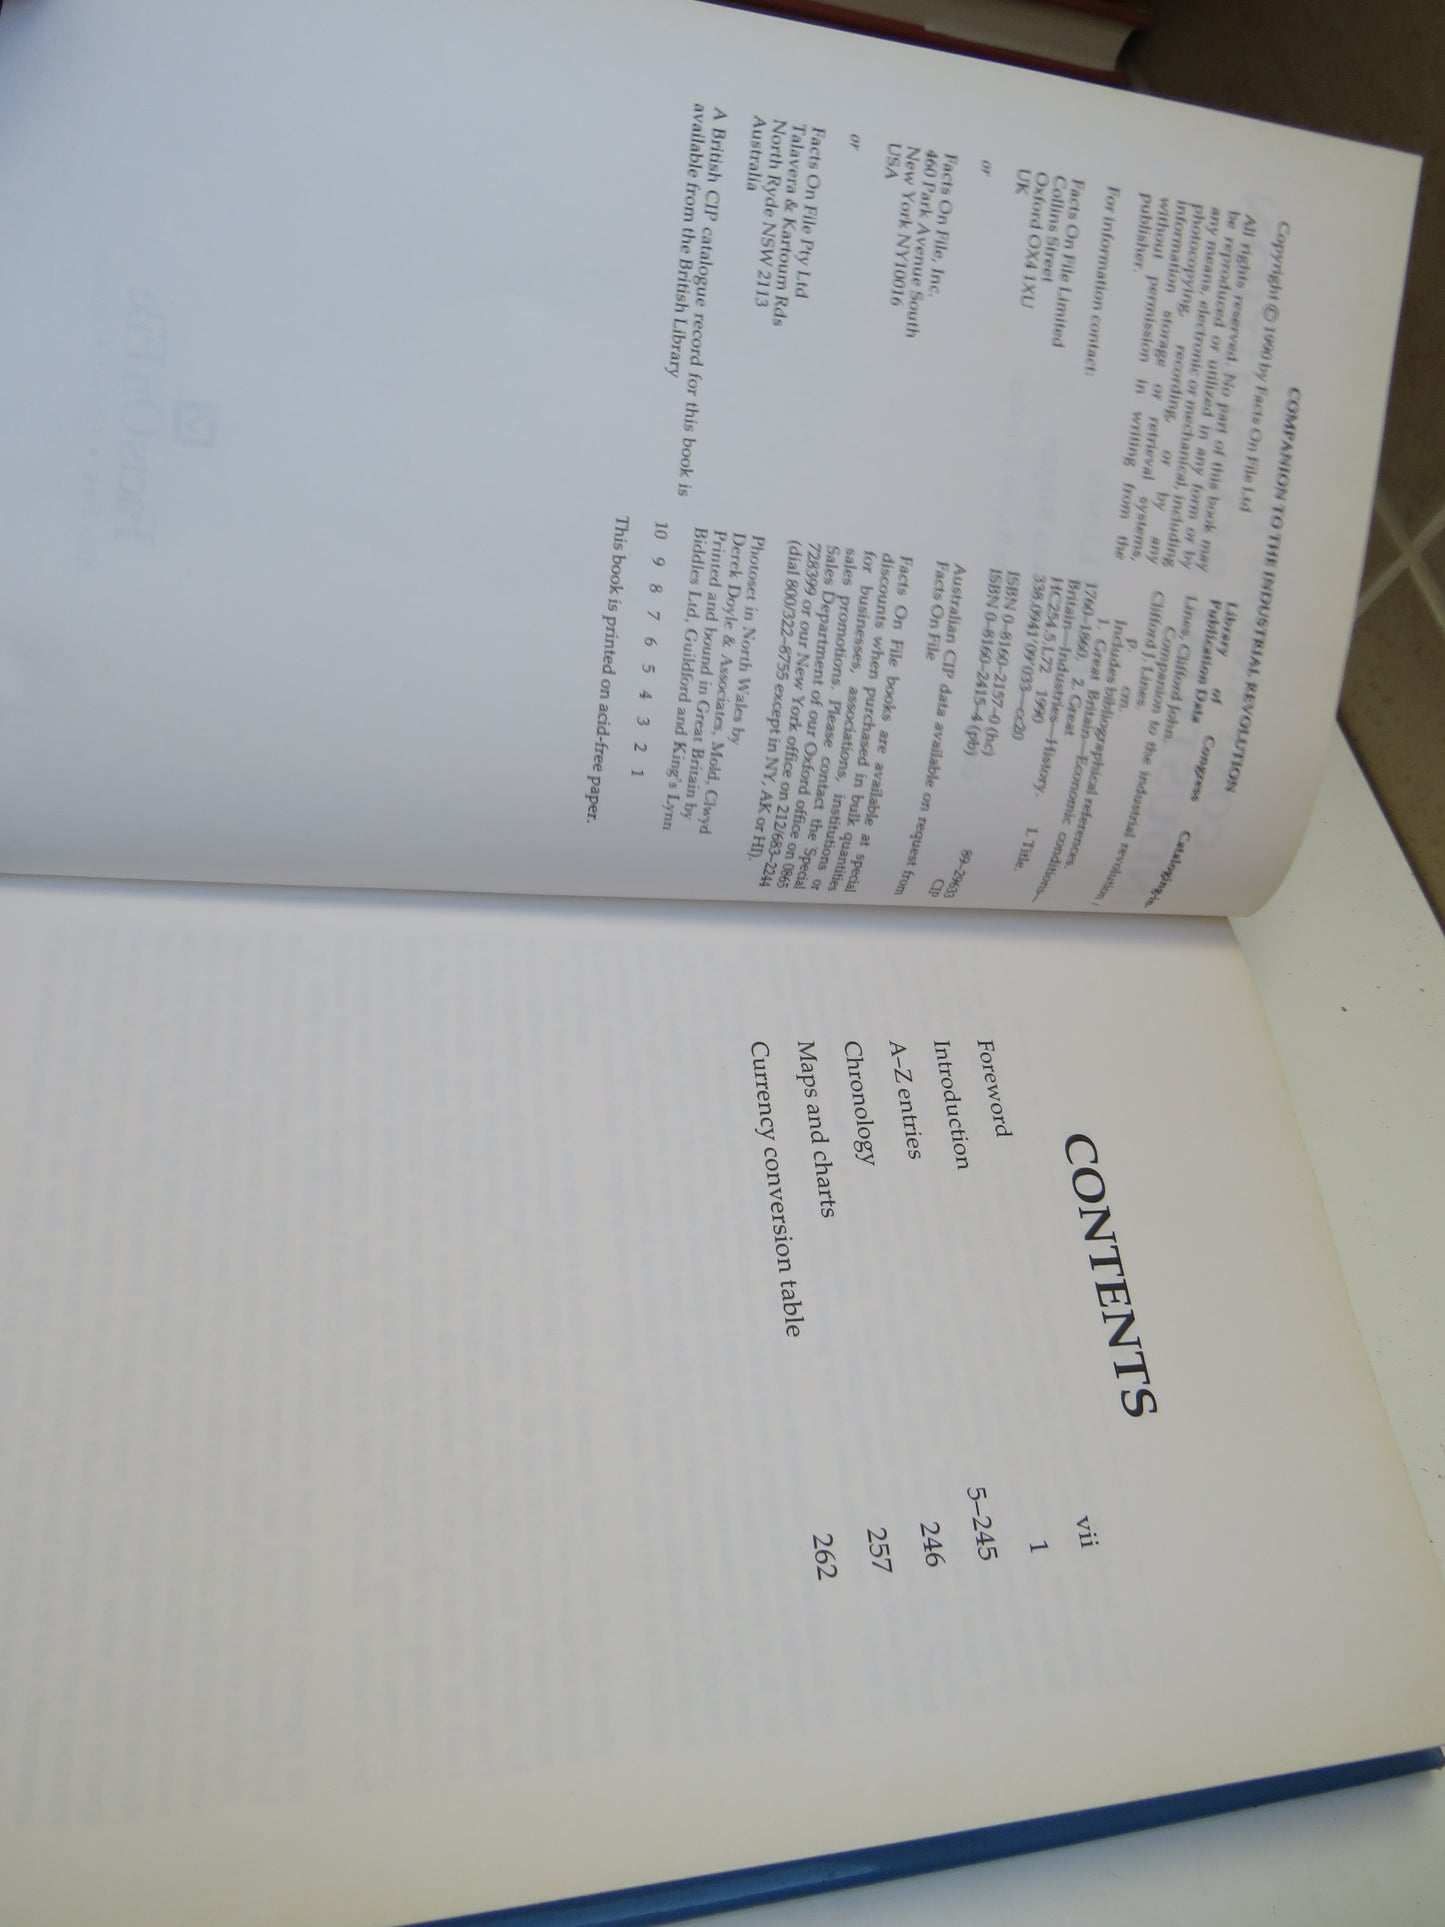 COMPANION TO THE INDUSTRIAL REVOLUTION
Copyright © 1990 by Facts On File Ltd
All rights reserved. No part of this book may
be reproduced or utilized in any form or by
any means, electronic or mechanical, including
photocopying, recording, or by any
information storage or retrieval systems,
without permission in writing from the
publisher.
For information contact:
Facts On File Limited
Collins Street
Oxford OX4 1XU
UK
or
Facts On File, Inc.
460 Park Avenue South
New York NY10016
USA
or
Facts On File Pty Ltd
Talavera & Kartoum Rds
North Ryde NSW 2113
Australia
A British CIP catalogue record for this book is
available from the British Library
Library of Congress
Publication Data
Lines, Clifford John.
Companion to the industrial revolution /
Clifford J. Lines.
p. cm.
Includes bibliographical references.
1. Great Britain—Economic conditions—
1760–1860. 2. Great
Britain—Industries—History. I. Title.
HC254.5.L72 1990
338.0941'09'033—cc20
ISBN 0-8160-2157-0 (hc)
ISBN 0-8160-2415-4 (pb)
89-29633
CIP
Australian CIP data available on request from
Facts On File
Facts On File books are available at special
discounts when purchased in bulk quantities
for businesses, associations, institutions or
sales promotions. Please contact the Special
Sales Department of our Oxford office on 0865
728399 or our New York office on 212/683-2244
(dial 800/322-8755 except in NY, AK or HI).
Photoset in North Wales by
Derek Doyle & Associates, Mold, Clwyd
Printed and bound in Great Britain by
Biddles Ltd, Guildford and King's Lynn
10 9 8 7 6 5 4 3 2 1
This book is printed on acid-free paper.
CONTENTS
Foreword vii
Introduction 1
A–Z entries 5–245
Chronology 246
Maps and charts 257
Currency conversion table 262